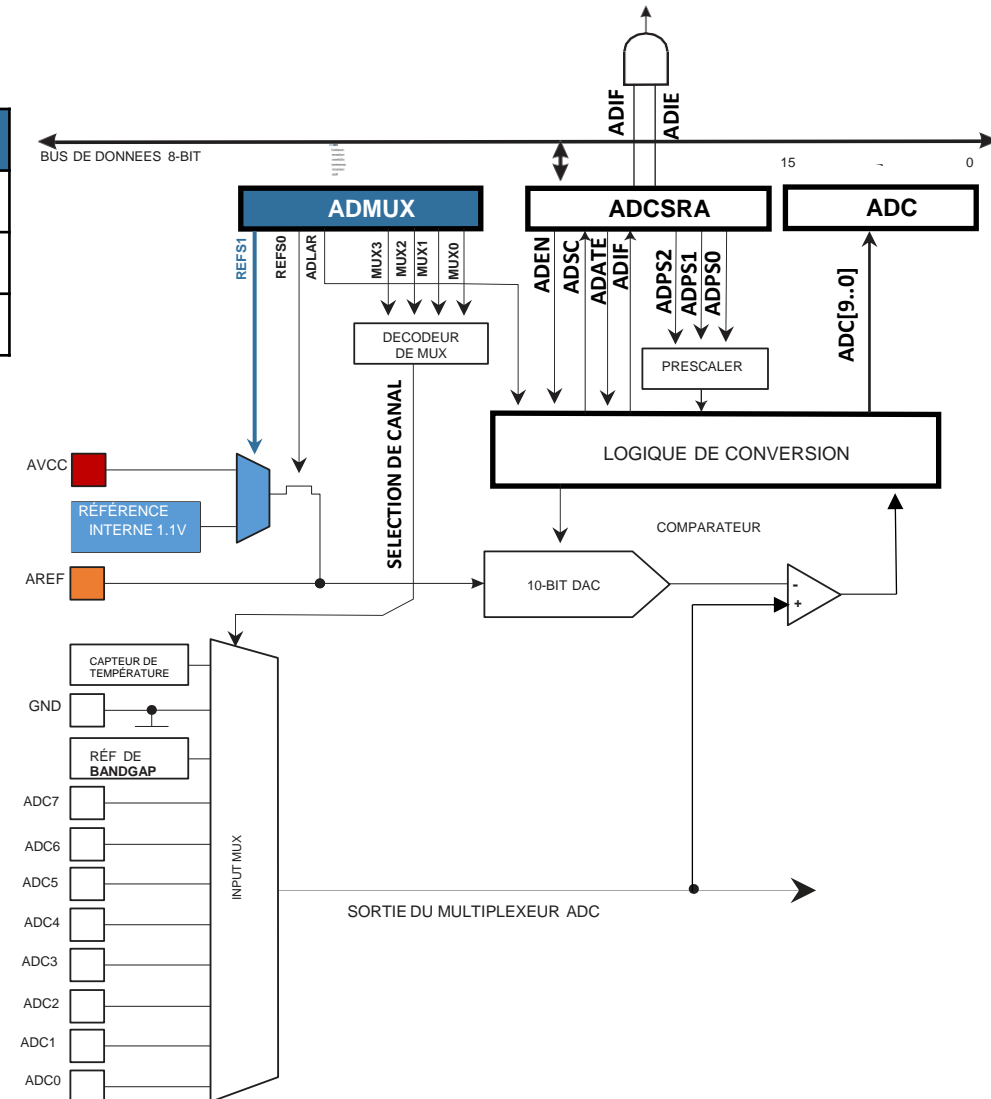 ADIF
ADIE
BUS DE DONNEES 8-BIT
15
0
ADMUX
ADCSRA
ADC
REFS1
REFS0
ADLAR
MUX3
MUX2
MUX1
MUX0
ADEN
ADSC
ADATE
ADIF
ADPS2
ADPS1
ADPS0
ADC[9..0]
DECODEUR
DE MUX
PRESCALER
SELECTION DE CANAL
LOGIQUE DE CONVERSION
AVCC
RÉFÉRENCE
INTERNE 1.1V
COMPARATEUR
AREF
10-BIT DAC
-
+
CAPTEUR DE
TEMPÉRATURE
GND
RÉF DE
BANDGAP
ADC7
ADC6
ADC5
ADC4
ADC3
ADC2
ADC1
ADC0
INPUT MUX
SORTIE DU MULTIPLEXEUR ADC